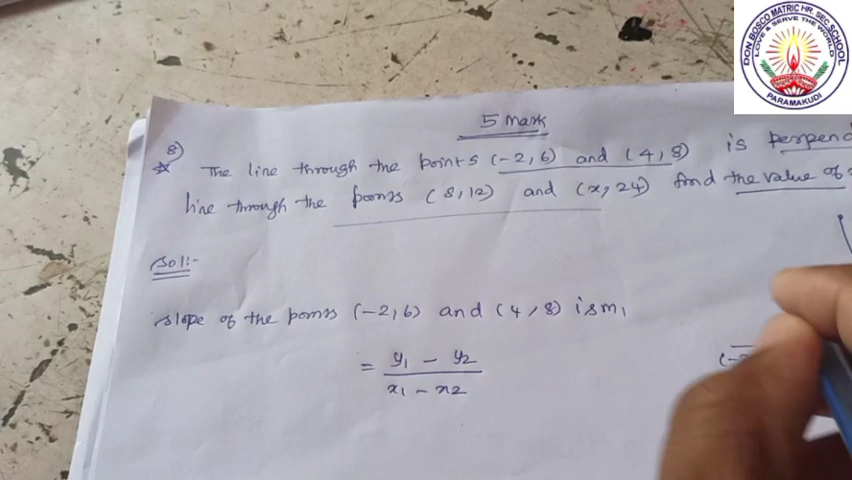 DON BOSCO MATRIC HR. SEC. SCHOOL
LOVE & SERVE THE WORLD
PARAMAKUDI
5 Mark
8)
The line through the points (-2,6) and (4,8) is perpend
line through the points (8,12) and (x,24) find the value of
Sol:-
slope of the points (-2,6) and (4,8) is m₁
= y₁ - y₂
x₁ - x₂